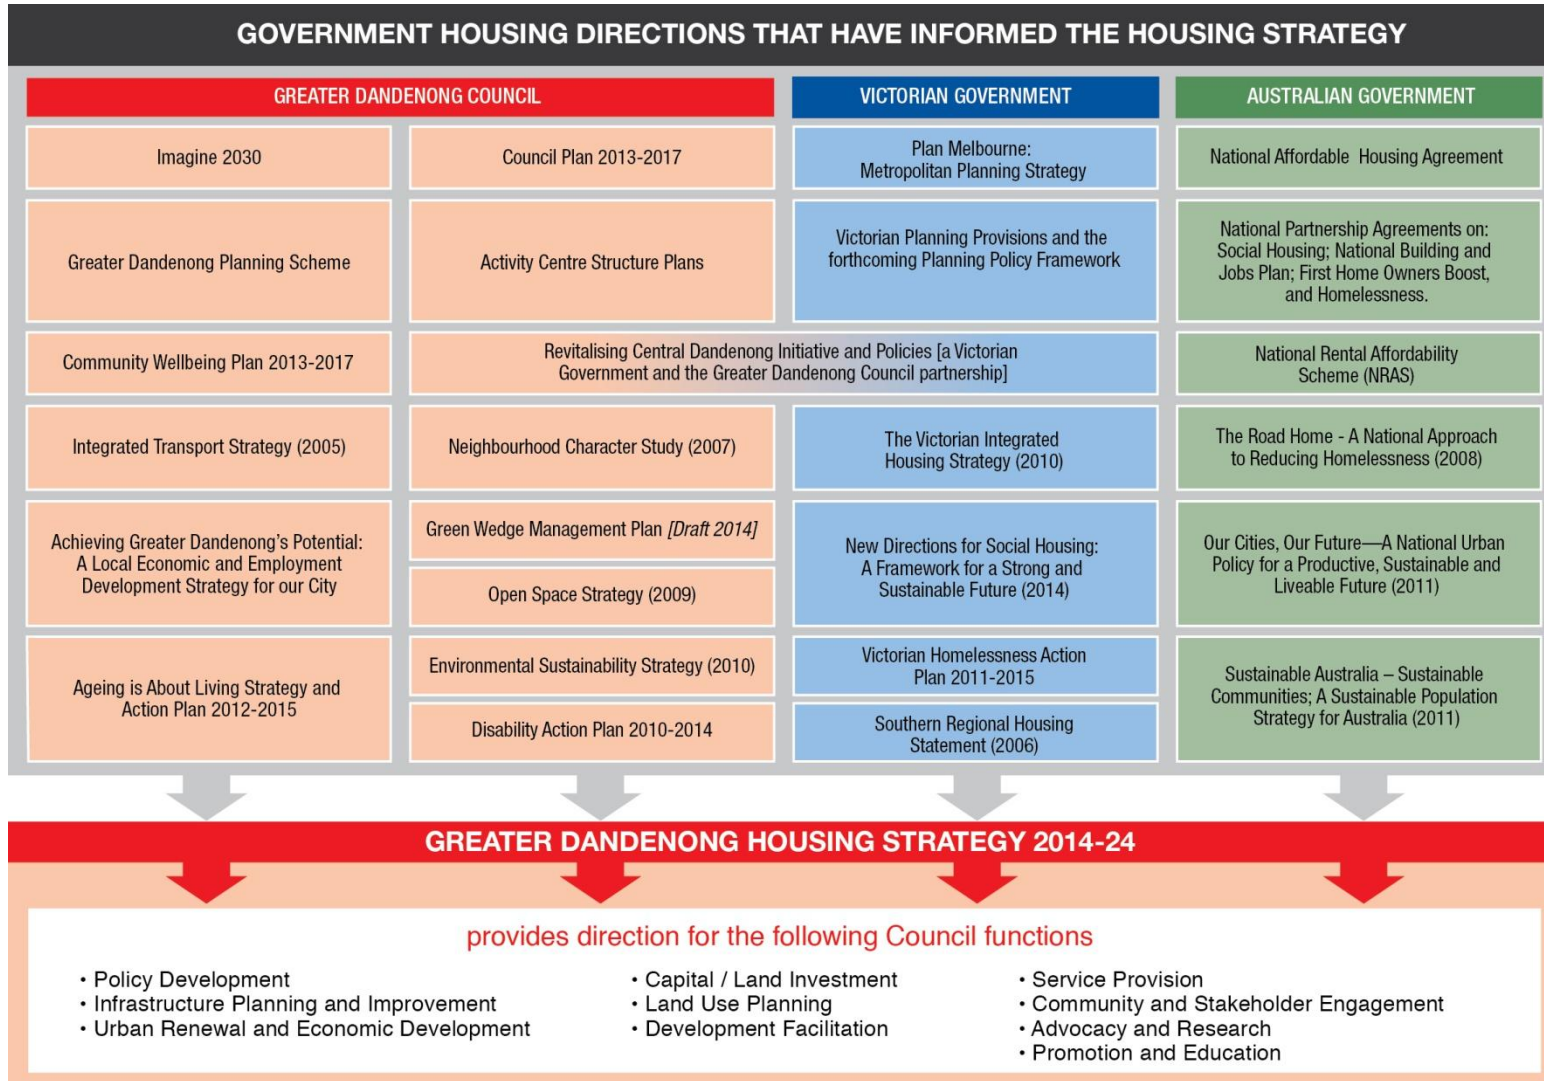 GOVERNMENT HOUSING DIRECTIONS THAT HAVE INFORMED THE HOUSING STRATEGY
GREATER DANDENONG COUNCIL
VICTORIAN GOVERNMENT
AUSTRALIAN GOVERNMENT
Imagine 2030
Council Plan 2013-2017
Plan Melbourne:
Metropolitan Planning Strategy
National Affordable Housing Agreement
Greater Dandenong Planning Scheme
Activity Centre Structure Plans
Victorian Planning Provisions and the
forthcoming Planning Policy Framework
National Partnership Agreements on:
Social Housing; National Building and
Jobs Plan; First Home Owners Boost,
and Homelessness.
Community Wellbeing Plan 2013-2017
Revitalising Central Dandenong Initiative and Policies [a Victorian
Government and the Greater Dandenong Council partnership]
National Rental Affordability
Scheme (NRAS)
Integrated Transport Strategy (2005)
Neighbourhood Character Study (2007)
The Victorian Integrated
Housing Strategy (2010)
The Road Home - A National Approach
to Reducing Homelessness (2008)
Achieving Greater Dandenong's Potential:
A Local Economic and Employment
Development Strategy for our City
Green Wedge Management Plan [Draft 2014]
Open Space Strategy (2009)
New Directions for Social Housing:
A Framework for a Strong and
Sustainable Future (2014)
Our Cities, Our Future—A National Urban
Policy for a Productive, Sustainable and
Liveable Future (2011)
Ageing is About Living Strategy and
Action Plan 2012-2015
Environmental Sustainability Strategy (2010)
Disability Action Plan 2010-2014
Victorian Homelessness Action
Plan 2011-2015
Southern Regional Housing
Statement (2006)
Sustainable Australia – Sustainable
Communities; A Sustainable Population
Strategy for Australia (2011)
GREATER DANDENONG HOUSING STRATEGY 2014-24
provides direction for the following Council functions
• Policy Development
• Infrastructure Planning and Improvement
• Urban Renewal and Economic Development
• Capital / Land Investment
• Land Use Planning
• Development Facilitation
• Service Provision
• Community and Stakeholder Engagement
• Advocacy and Research
• Promotion and Education